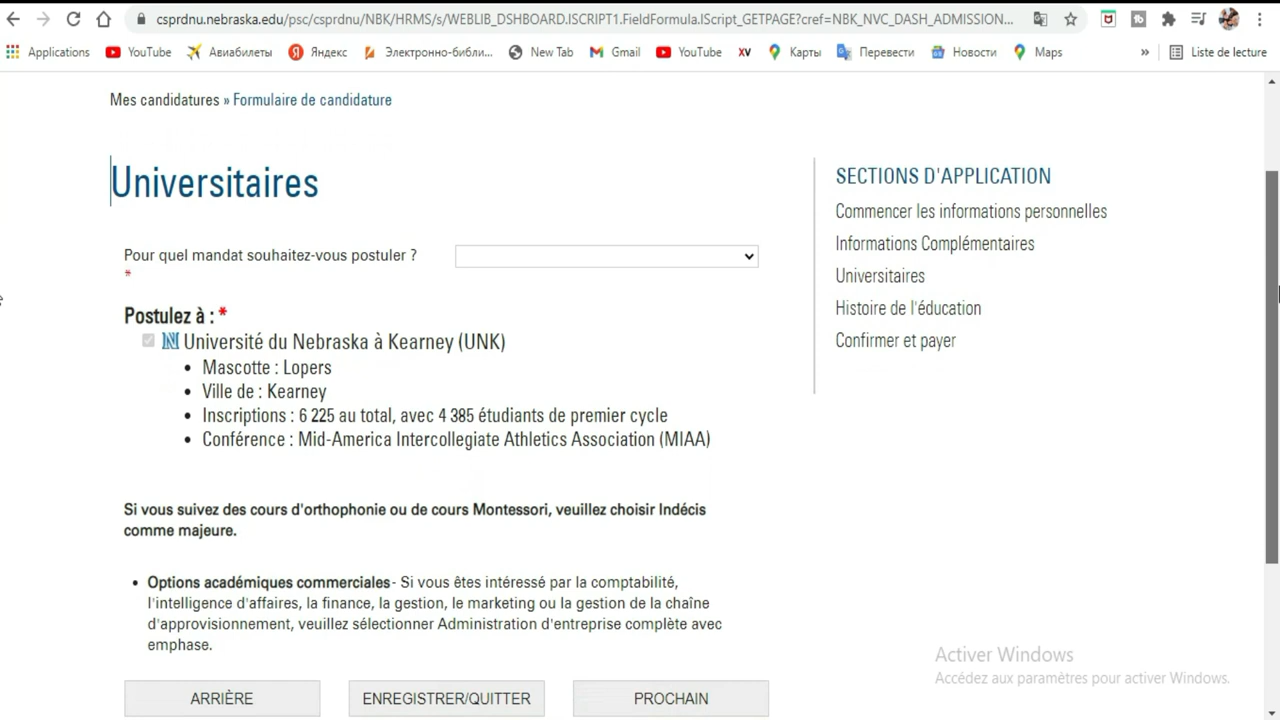 csprdnu.nebraska.edu/psc/csprdnu/NBK/HRMS/s/WEBLIB_DSHBOARD.ISCRIPT1.FieldFormula.IScript_GETPAGE?cref=NBK_NVC_DASH_ADMISSION...
Applications YouTube Авиабилеты Яндекс Электронно-библи... New Tab Gmail YouTube XV Карты Перевести Новости Maps » Liste de lecture
Mes candidatures » Formulaire de candidature
Universitaires
Pour quel mandat souhaitez-vous postuler ?
*
Postulez à : *
Université du Nebraska à Kearney (UNK)
• Mascotte : Lopers
• Ville de : Kearney
• Inscriptions : 6 225 au total, avec 4 385 étudiants de premier cycle
• Conférence : Mid-America Intercollegiate Athletics Association (MIAA)
Si vous suivez des cours d'orthophonie ou de cours Montessori, veuillez choisir Indécis
comme majeure.
• Options académiques commerciales- Si vous êtes intéressé par la comptabilité,
l'intelligence d'affaires, la finance, la gestion, le marketing ou la gestion de la chaîne
d'approvisionnement, veuillez sélectionner Administration d'entreprise complète avec
emphase.
ARRIÈRE ENREGISTRER/QUITTER PROCHAIN
SECTIONS D'APPLICATION
Commencer les informations personnelles
Informations Complémentaires
Universitaires
Histoire de l'éducation
Confirmer et payer
Activer Windows
Accédez aux paramètres pour activer Windows.